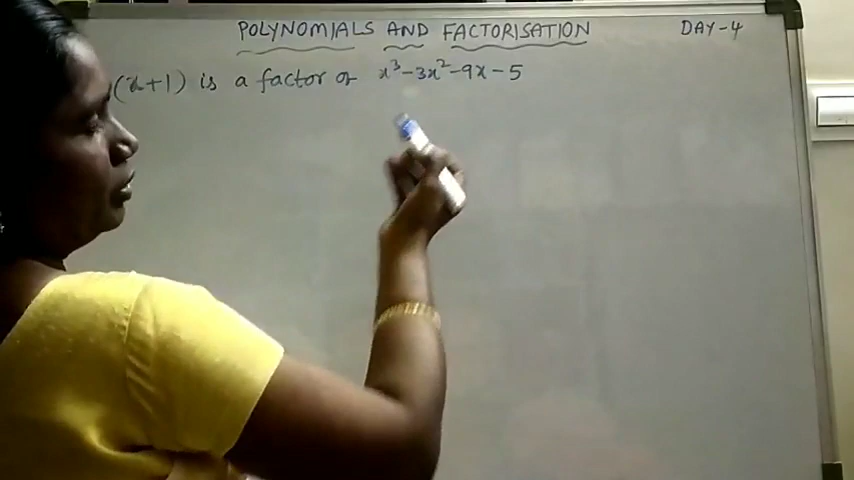 POLYNOMIALS AND FACTORISATION DAY-4
(x+1) is a factor of x³-3x²-9x-5